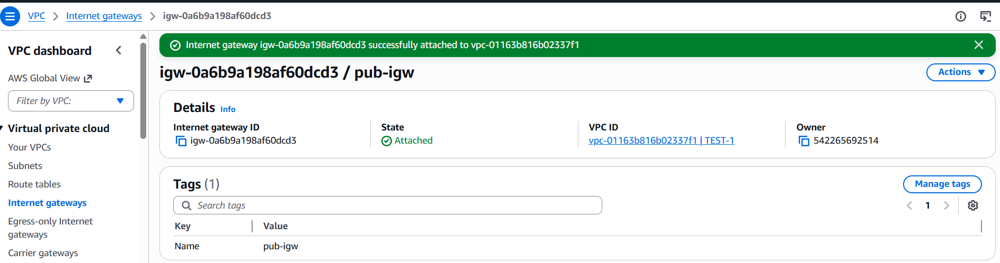 VPC > Internet gateways > igw-0a6b9a198af60dcd3
VPC dashboard
AWS Global View
Filter by VPC:
Virtual private cloud
Your VPCs
Subnets
Route tables
Internet gateways
Egress-only Internet
gateways
Carrier gateways
Internet gateway igw-0a6b9a198af60dcd3 successfully attached to vpc-01163b816b02337f1
igw-0a6b9a198af60dcd3 / pub-igw
Actions
Details Info
Internet gateway ID
igw-0a6b9a198af60dcd3
State
Attached
VPC ID
vpc-01163b816b02337f1 | TEST-1
Owner
542265692514
Tags (1)
Manage tags
Search tags
1
Key Value
Name pub-igw